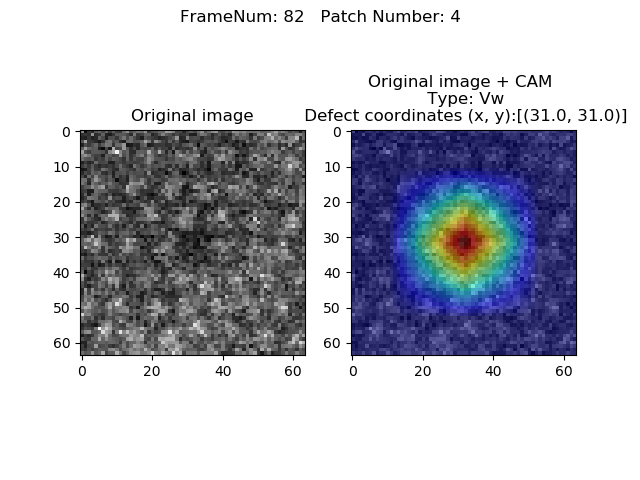 FrameNum: 82   Patch Number: 4
Original image
0
10
20
30
40
50
60
0 20 40 60
Original image + CAM
Type: Vw
Defect coordinates (x, y):[(31.0, 31.0)]
0
10
20
30
40
50
60
0 20 40 60